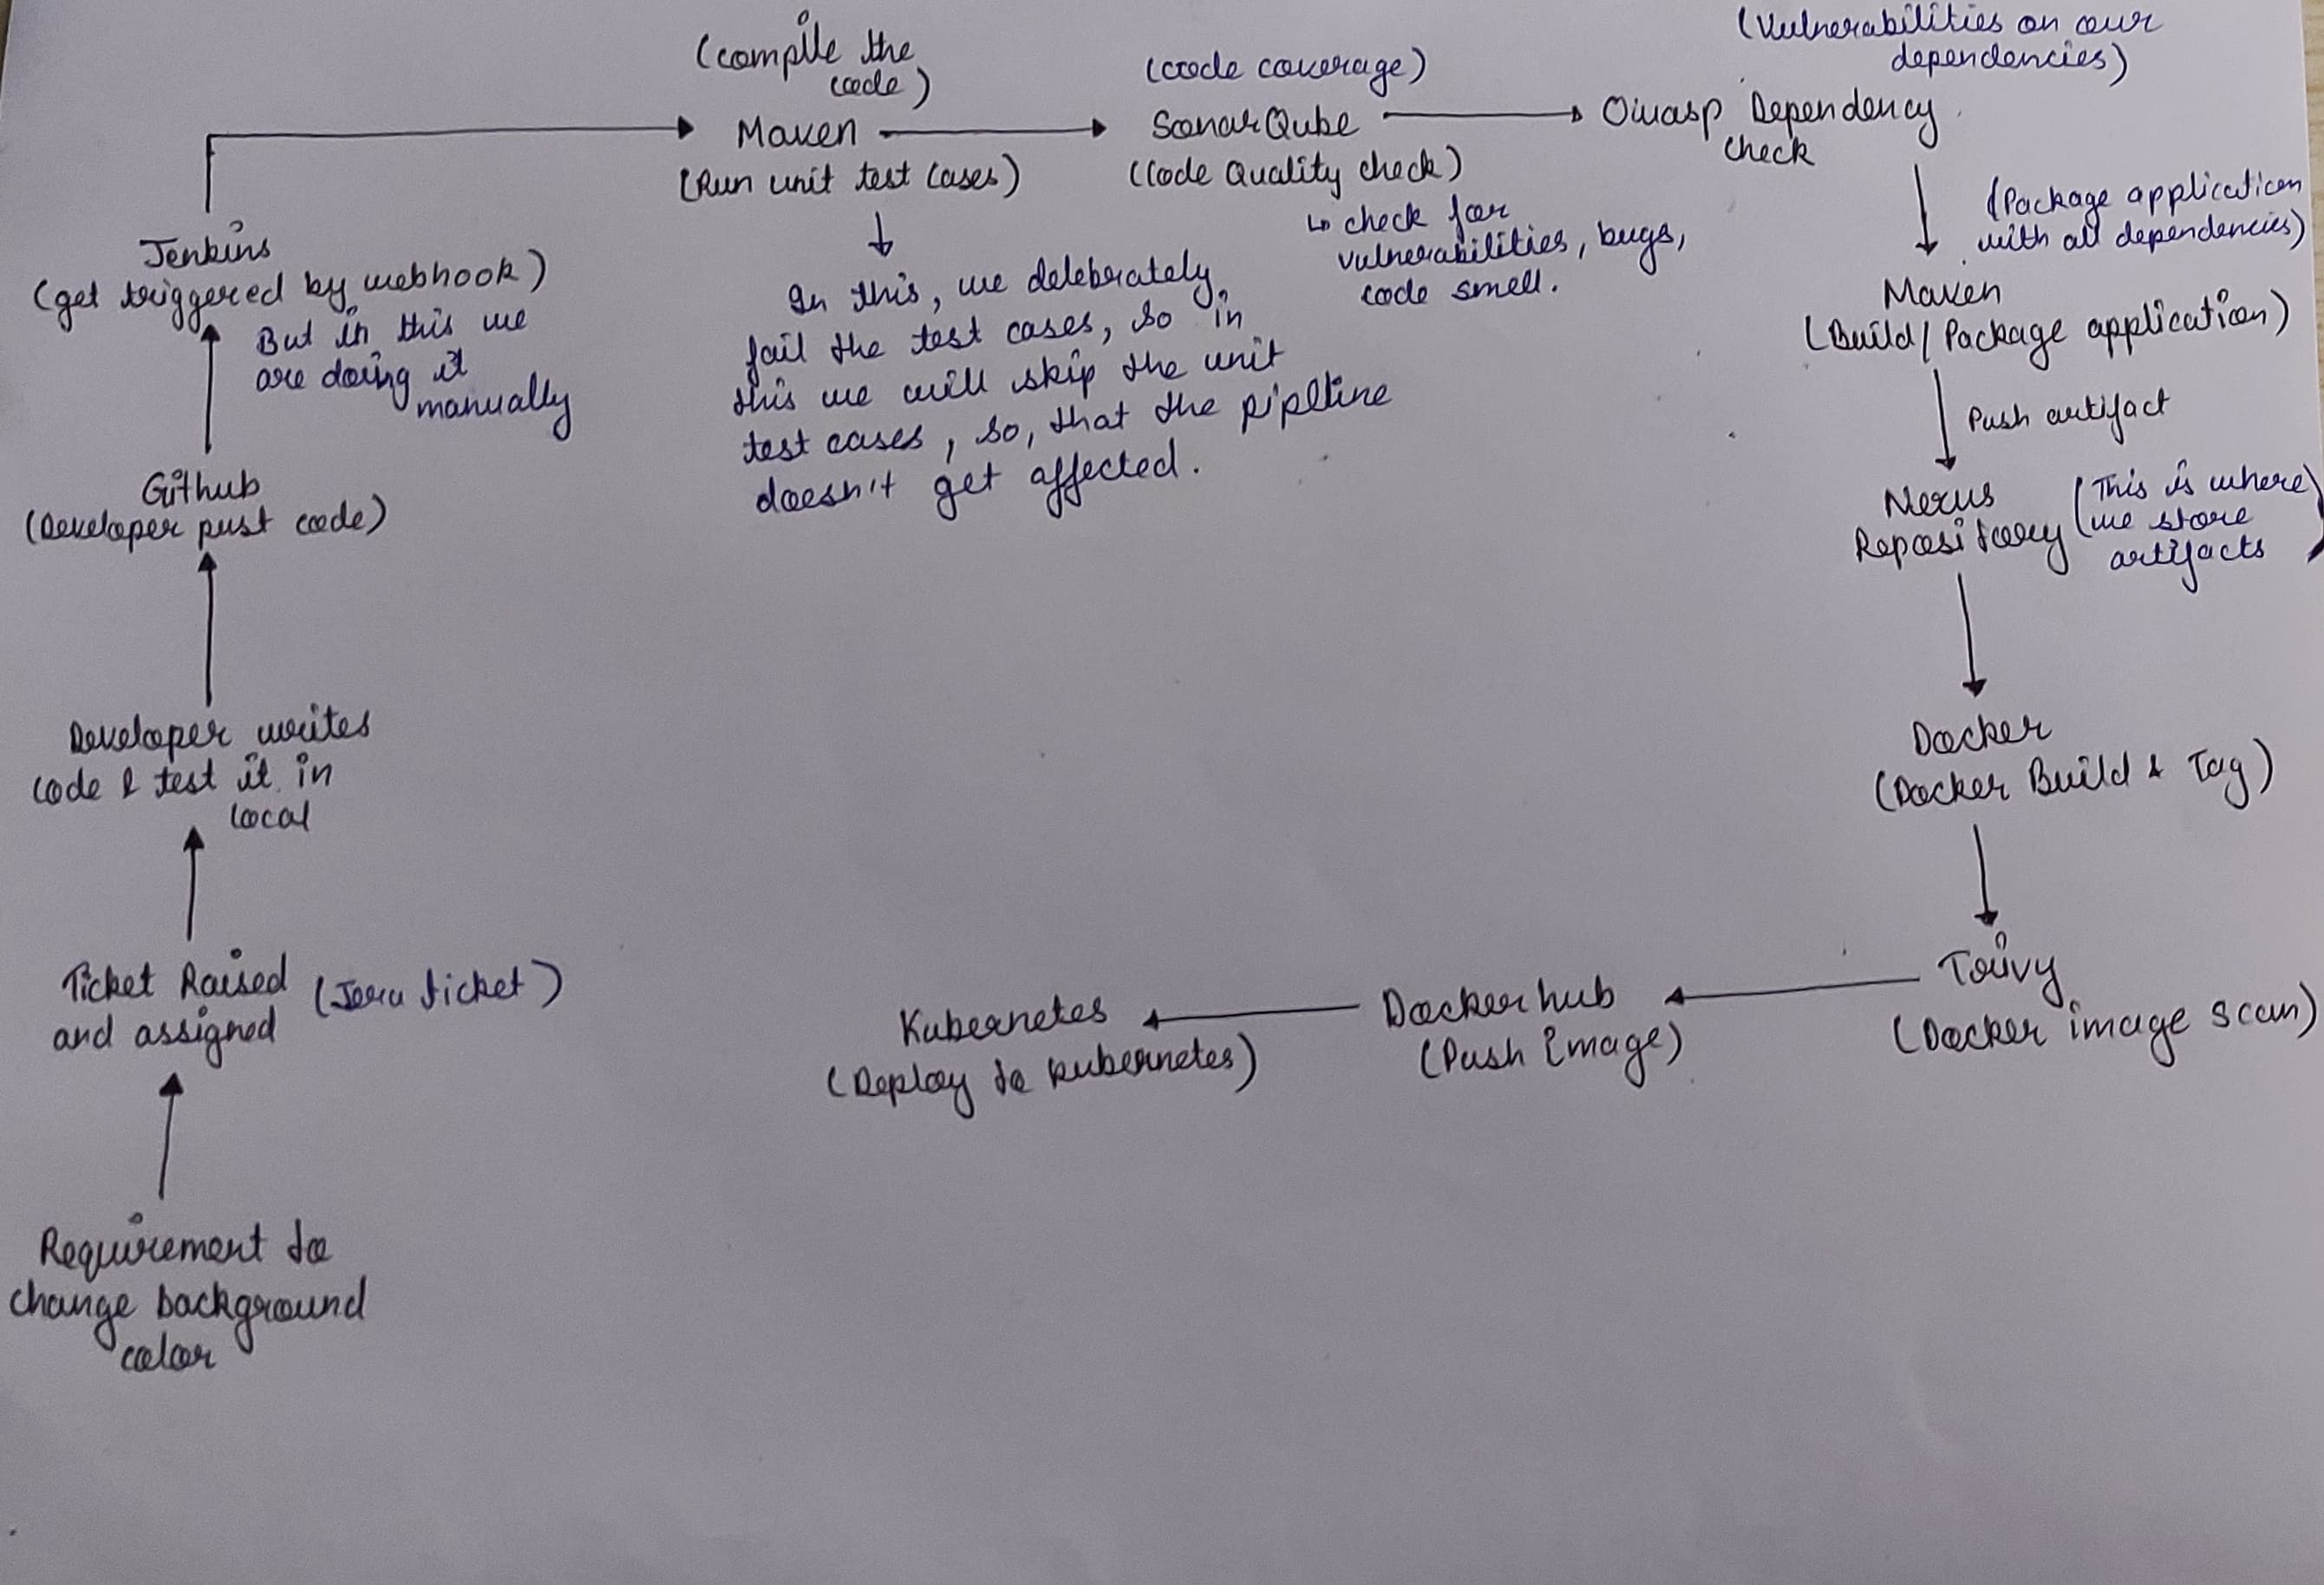 (compile the
code)
Maven
(Run unit test cases)
(code coverage)
SonarQube
(Code Quality check)
↳ check for
vulnerabilities, bugs,
code smell.
(Vulnerabilities on our
dependencies)
Owasp Dependency
check
(Package application
with all dependencies)
Maven
(Build/Package application)
Push artifact
Nexus
Repository
(This is where
we store
artifacts
)
Docker
(Docker Build & Tag)
Trivy
(Docker image scan)
Dockerhub
(Push Image)
Kubernetes
(Deploy to kubernetes)
In this, we deleberately
fail the test cases, so in
this we will skip the unit
test cases, so, that the pipeline
doesn't get affected.
Jenkins
(get triggered by webhook)
But in this we
are doing it
manually
Github
(Developer pust code)
Developer writes
code & test it in
local
Ticket Raised
and assigned
(Jera ticket)
Requirement to
change background
color